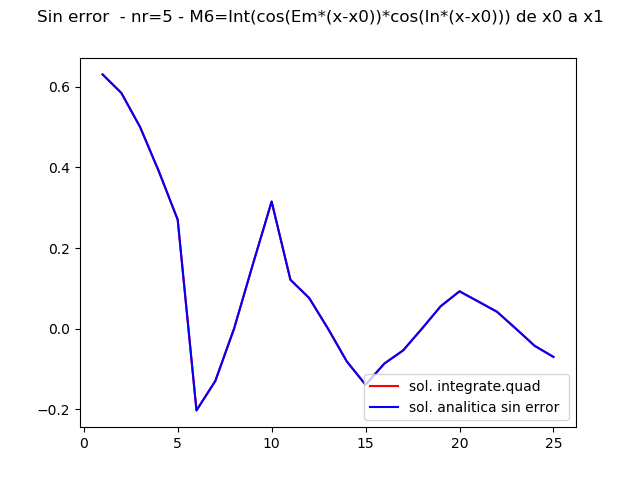 Sin error  - nr=5 - M6=Int(cos(Em*(x-x0))*cos(ln*(x-x0))) de x0 a x1
0.6
0.4
0.2
0.0
−0.2
sol. integrate.quad
sol. analitica sin error
0 5 10 15 20 25